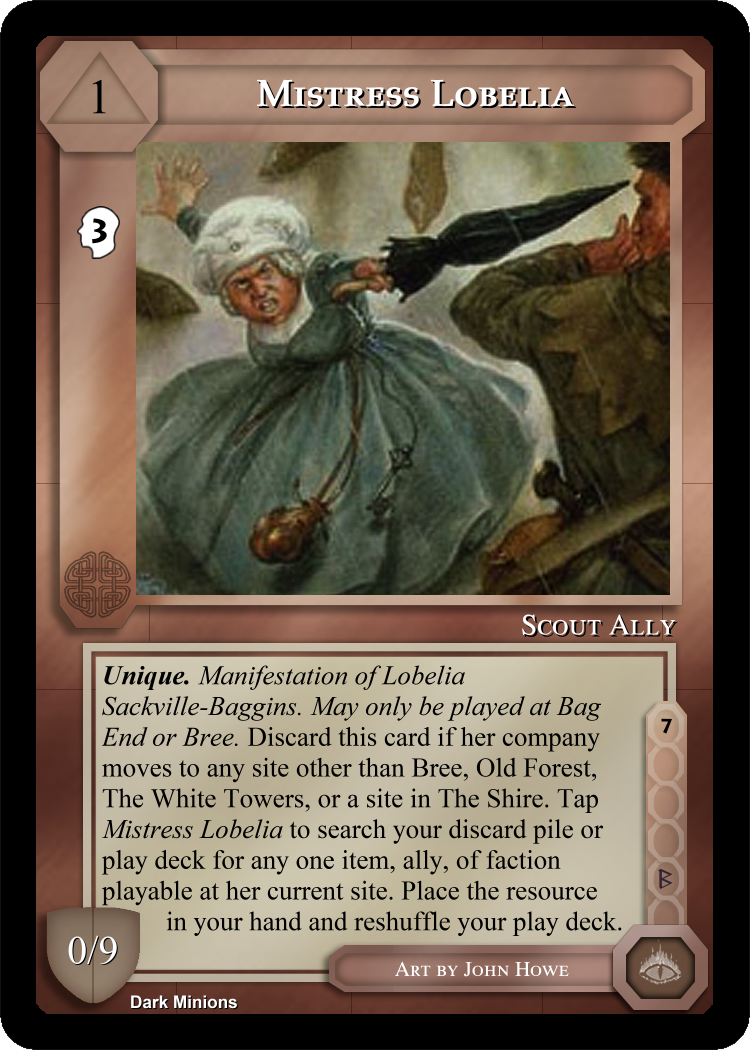 1
Mistress Lobelia
3
Scout Ally
Unique. Manifestation of Lobelia
Sackville-Baggins. May only be played at Bag
End or Bree. Discard this card if her company
moves to any site other than Bree, Old Forest,
The White Towers, or a site in The Shire. Tap
Mistress Lobelia to search your discard pile or
play deck for any one item, ally, of faction
playable at her current site. Place the resource
in your hand and reshuffle your play deck.
7
ᛒ
0/9
Art by John Howe
Dark Minions